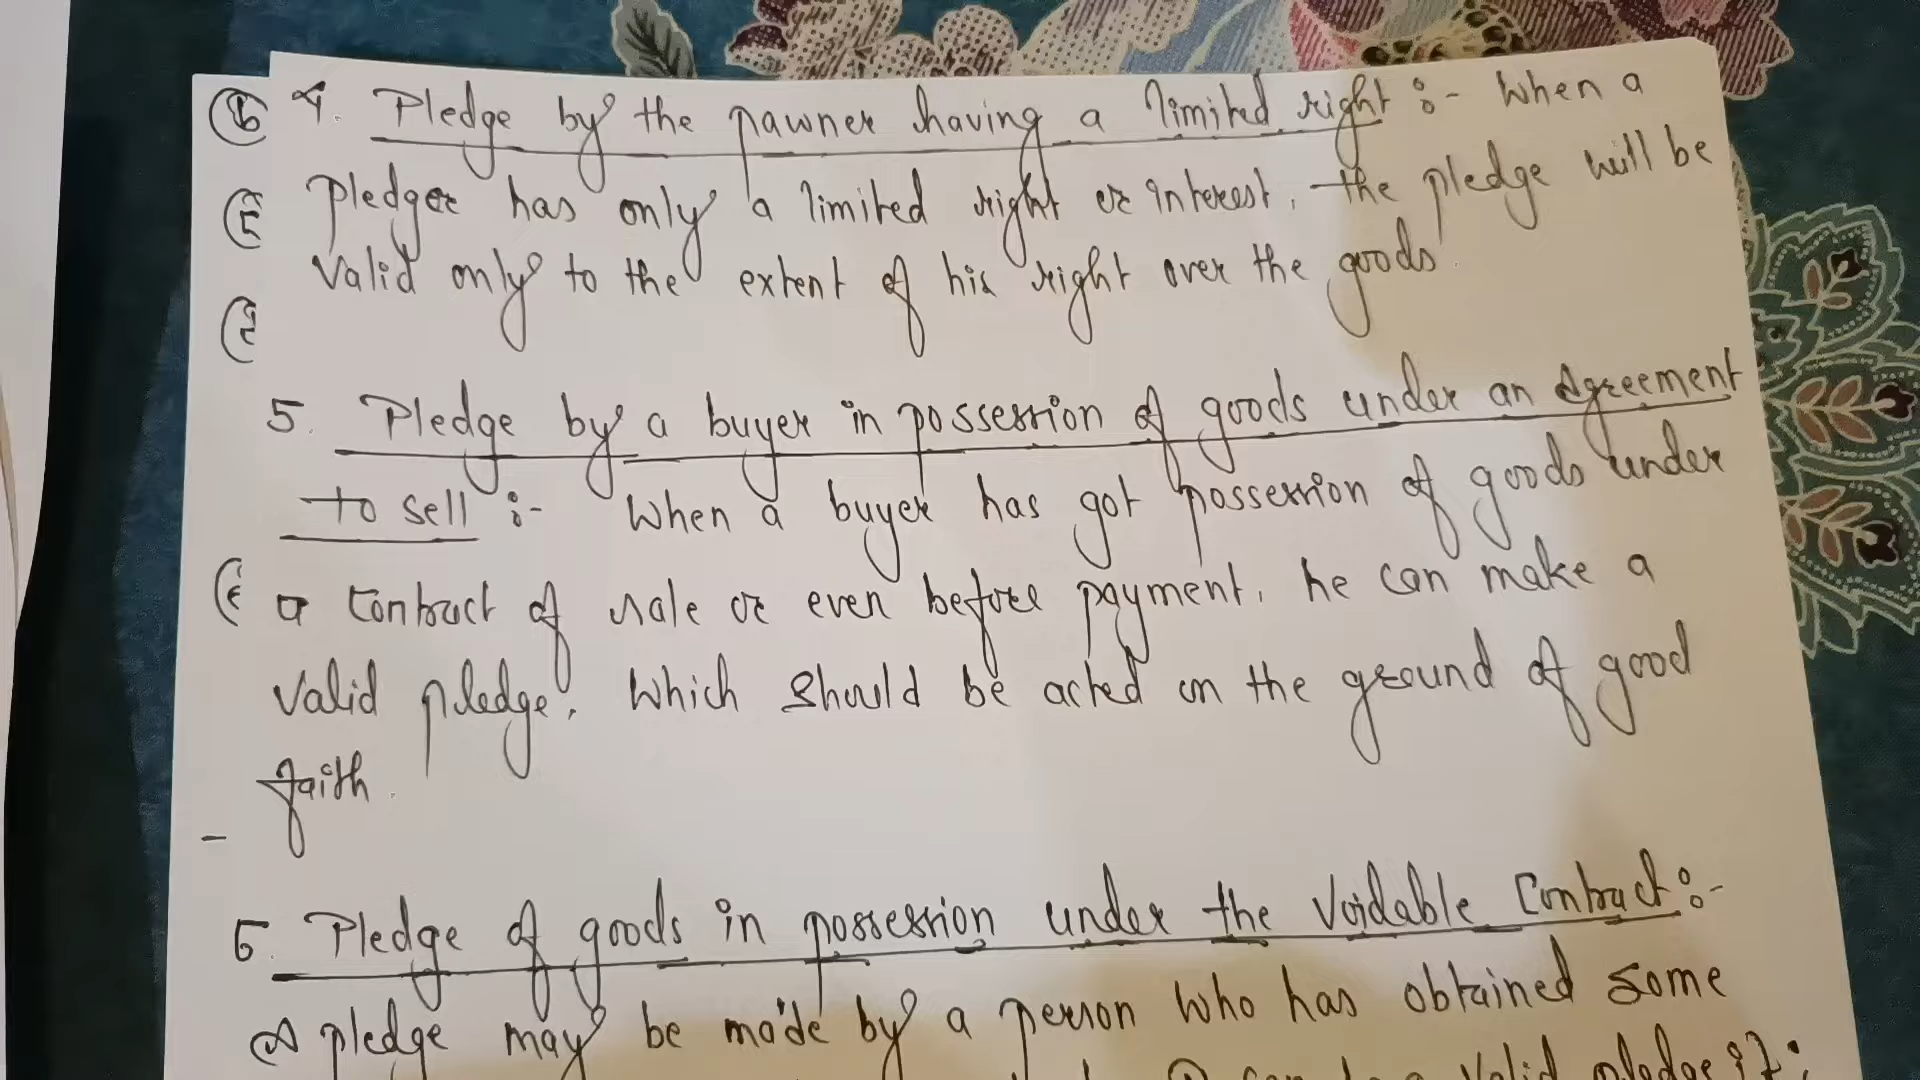 4. Pledge by the pawner having a limited right :- When a
Pledger has only a limited right or interest, the pledge will be
valid only to the extent of his right over the goods.
5. Pledge by a buyer in possession of goods under an Agreement
to sell :- When a buyer has got possession of goods under
a Contract of sale or even before payment, he can make a
valid pledge, Which should be acted on the ground of good
faith.
6. Pledge of goods in possession under the Voidable Contract :-
A pledge may be made by a person who has obtained some
valid pledge if :